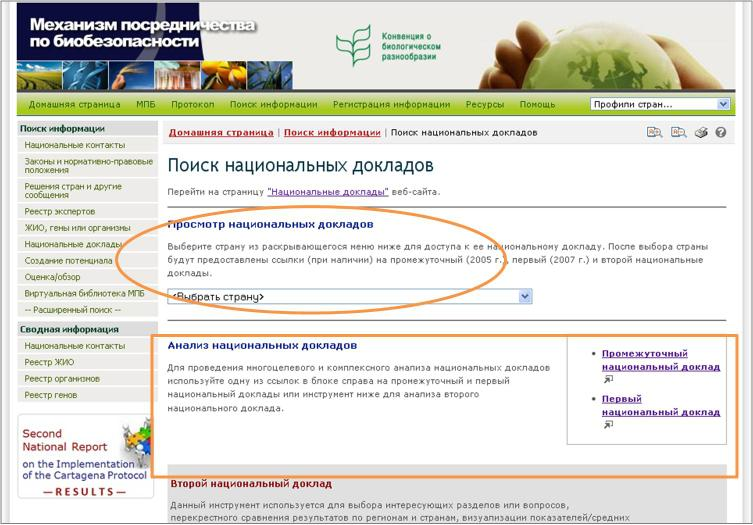 Механизм посредничества
по биобезопасности
Конвенция о
биологическом
разнообразии
Домашняя страница МПБ Протокол Поиск информации Регистрация информации Ресурсы Помощь Профили стран...
Поиск информации
Национальные контакты
Законы и нормативно-правовые
положения
Решения стран и другие
сообщения
Реестр экспертов
ЖИО, гены или организмы
Национальные доклады
Создание потенциала
Оценка/обзор
Виртуальная библиотека МПБ
-- Расширенный поиск --
Сводная информация
Национальные контакты
Реестр ЖИО
Реестр организмов
Реестр генов
Second
National Report
on the Implementation
of the Cartagena Protocol
—RESULTS—
Домашняя страница | Поиск информации | Поиск национальных докладов
Поиск национальных докладов
Перейти на страницу "Национальные доклады" веб-сайта.
Просмотр национальных докладов
Выберите страну из раскрывающегося меню ниже для доступа к ее национальному докладу. После выбора страны
будут предоставлены ссылки (при наличии) на промежуточный (2005 г.), первый (2007 г.) и второй национальные
доклады.
<Выбрать страну>
Анализ национальных докладов
Для проведения многоцелевого и комплексного анализа национальных докладов
используйте одну из ссылок в блоке справа на промежуточный и первый
национальный доклады или инструмент ниже для анализа второго
национального доклада.
• Промежуточный
национальный доклад
• Первый
национальный доклад
Второй национальный доклад
Данный инструмент используется для выбора интересующих разделов или вопросов,
перекрестного сравнения результатов по регионам и странам, визуализации показателей/средних